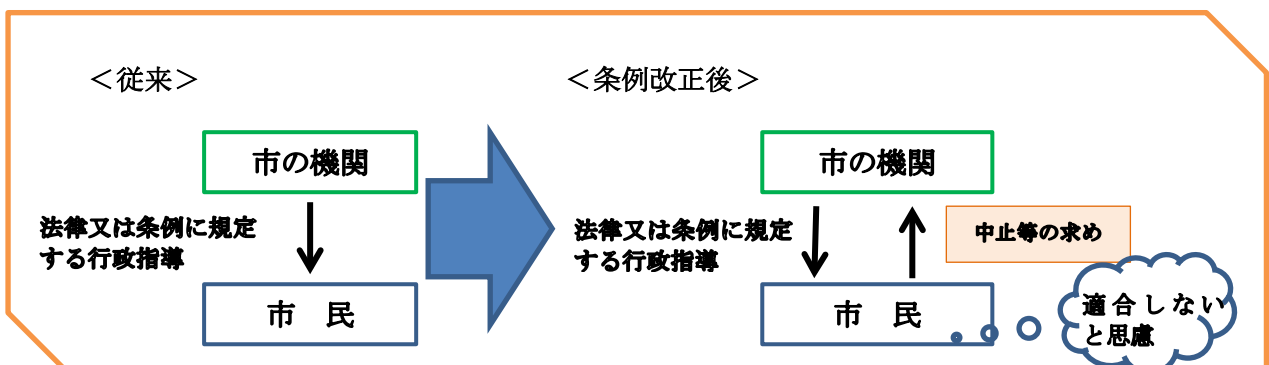 ＜従来＞
市の機関
法律又は条例に規定
する行政指導
市　民
＜条例改正後＞
市の機関
法律又は条例に規定
する行政指導
中止等の求め
市　民
適合しない
と思慮